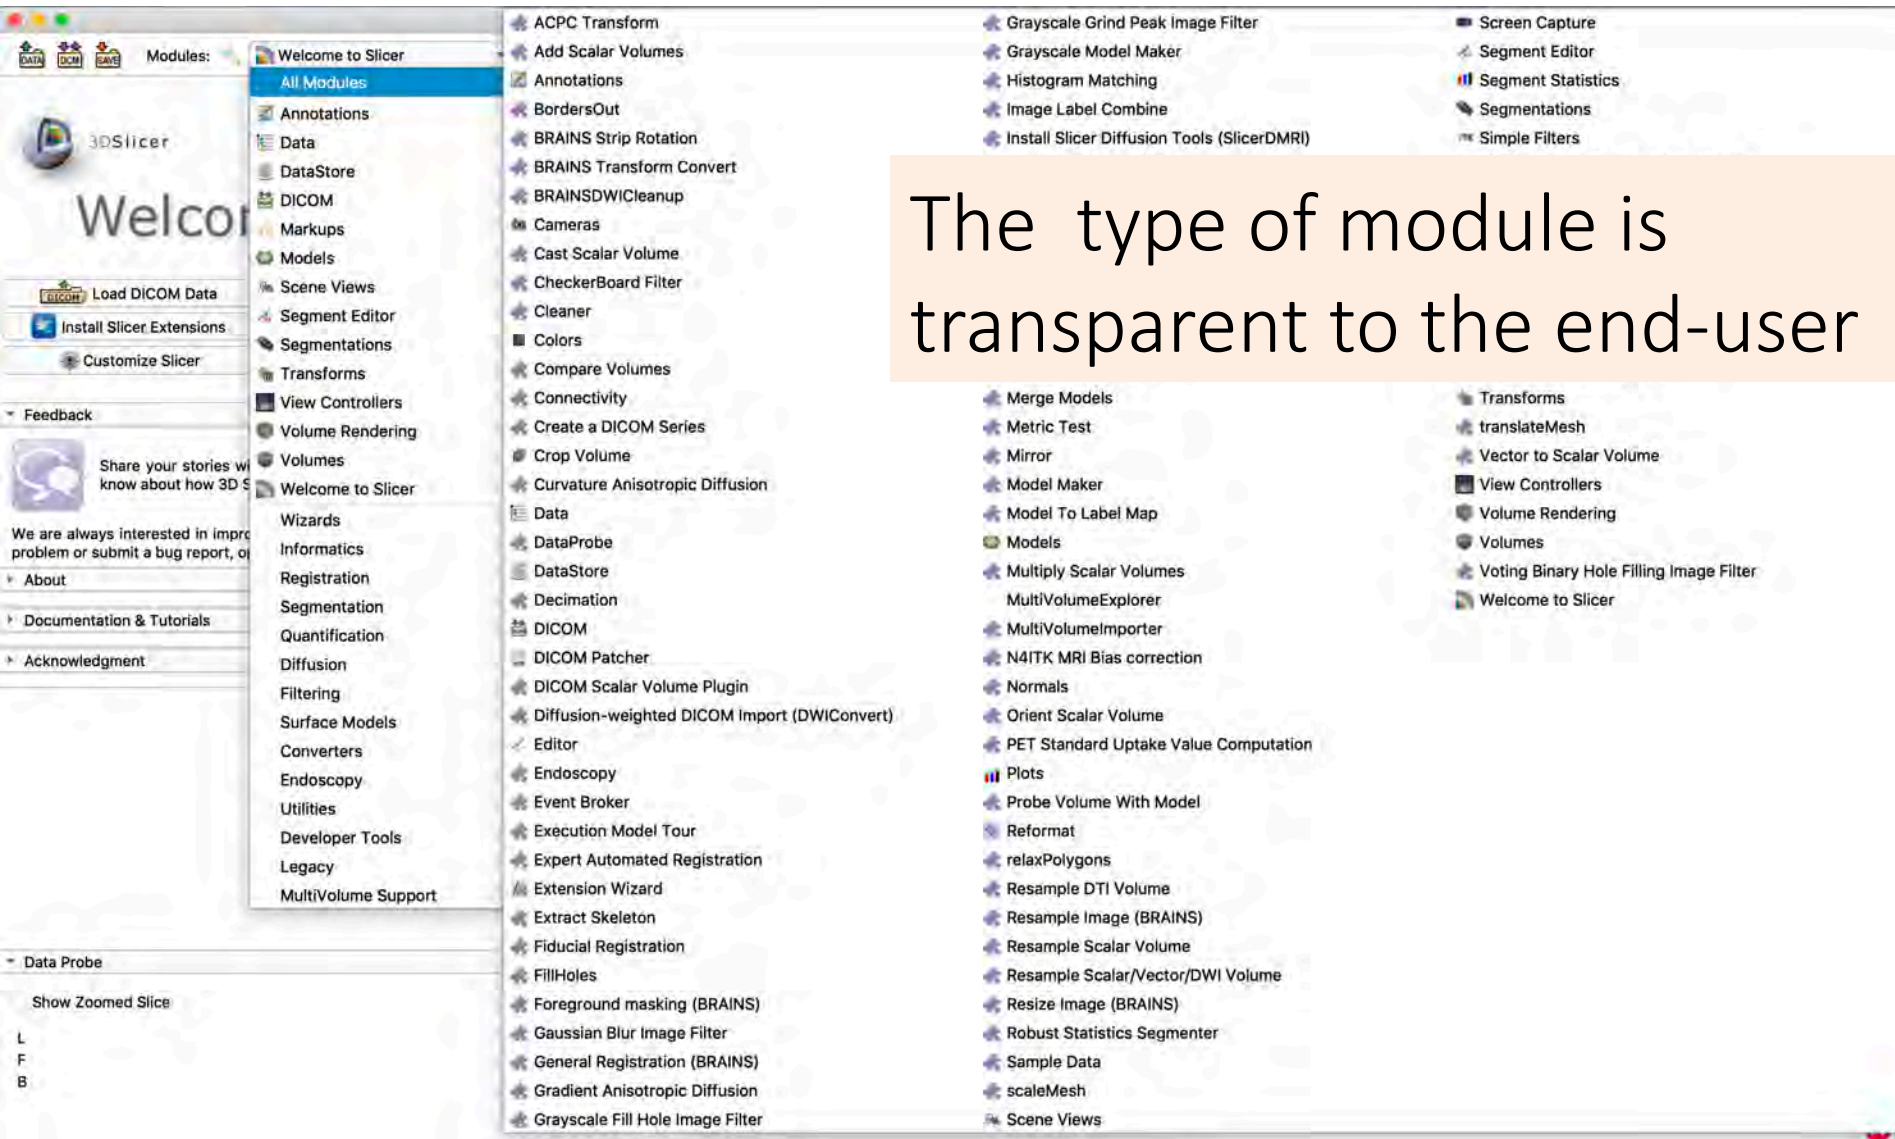 DATA DCM SAVE Modules: Welcome to Slicer
3DSlicer
Welco
DICOM Load DICOM Data
Install Slicer Extensions
Customize Slicer
Feedback
Share your stories wi
know about how 3D S
We are always interested in impro
problem or submit a bug report, o
About
Documentation & Tutorials
Acknowledgment
Data Probe
Show Zoomed Slice
L
F
B
All Modules
Annotations
Data
DataStore
DICOM
Markups
Models
Scene Views
Segment Editor
Segmentations
Transforms
View Controllers
Volume Rendering
Volumes
Welcome to Slicer
Wizards
Informatics
Registration
Segmentation
Quantification
Diffusion
Filtering
Surface Models
Converters
Endoscopy
Utilities
Developer Tools
Legacy
MultiVolume Support
ACPC Transform
Add Scalar Volumes
Annotations
BordersOut
BRAINS Strip Rotation
BRAINS Transform Convert
BRAINSDWICleanup
Cameras
Cast Scalar Volume
CheckerBoard Filter
Cleaner
Colors
Compare Volumes
Connectivity
Create a DICOM Series
Crop Volume
Curvature Anisotropic Diffusion
Data
DataProbe
DataStore
Decimation
DICOM
DICOM Patcher
DICOM Scalar Volume Plugin
Diffusion-weighted DICOM Import (DWIConvert)
Editor
Endoscopy
Event Broker
Execution Model Tour
Expert Automated Registration
Extension Wizard
Extract Skeleton
Fiducial Registration
FillHoles
Foreground masking (BRAINS)
Gaussian Blur Image Filter
General Registration (BRAINS)
Gradient Anisotropic Diffusion
Grayscale Fill Hole Image Filter
Grayscale Grind Peak Image Filter
Grayscale Model Maker
Histogram Matching
Image Label Combine
Install Slicer Diffusion Tools (SlicerDMRI)
The type of module is
transparent to the end-user
Merge Models
Metric Test
Mirror
Model Maker
Model To Label Map
Models
Multiply Scalar Volumes
MultiVolumeExplorer
MultiVolumeImporter
N4ITK MRI Bias correction
Normals
Orient Scalar Volume
PET Standard Uptake Value Computation
Plots
Probe Volume With Model
Reformat
relaxPolygons
Resample DTI Volume
Resample Image (BRAINS)
Resample Scalar Volume
Resample Scalar/Vector/DWI Volume
Resize Image (BRAINS)
Robust Statistics Segmenter
Sample Data
scaleMesh
Scene Views
Screen Capture
Segment Editor
Segment Statistics
Segmentations
Simple Filters
Transforms
translateMesh
Vector to Scalar Volume
View Controllers
Volume Rendering
Volumes
Voting Binary Hole Filling Image Filter
Welcome to Slicer